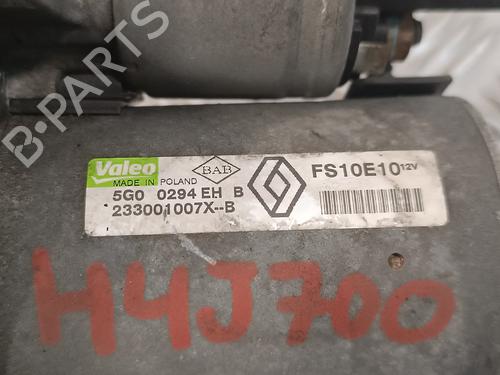 B-PARTS
Valeo
BAB
FS10E10 12V
MADE IN POLAND
5G0 0294 EH B
233001007X--B
H4J700